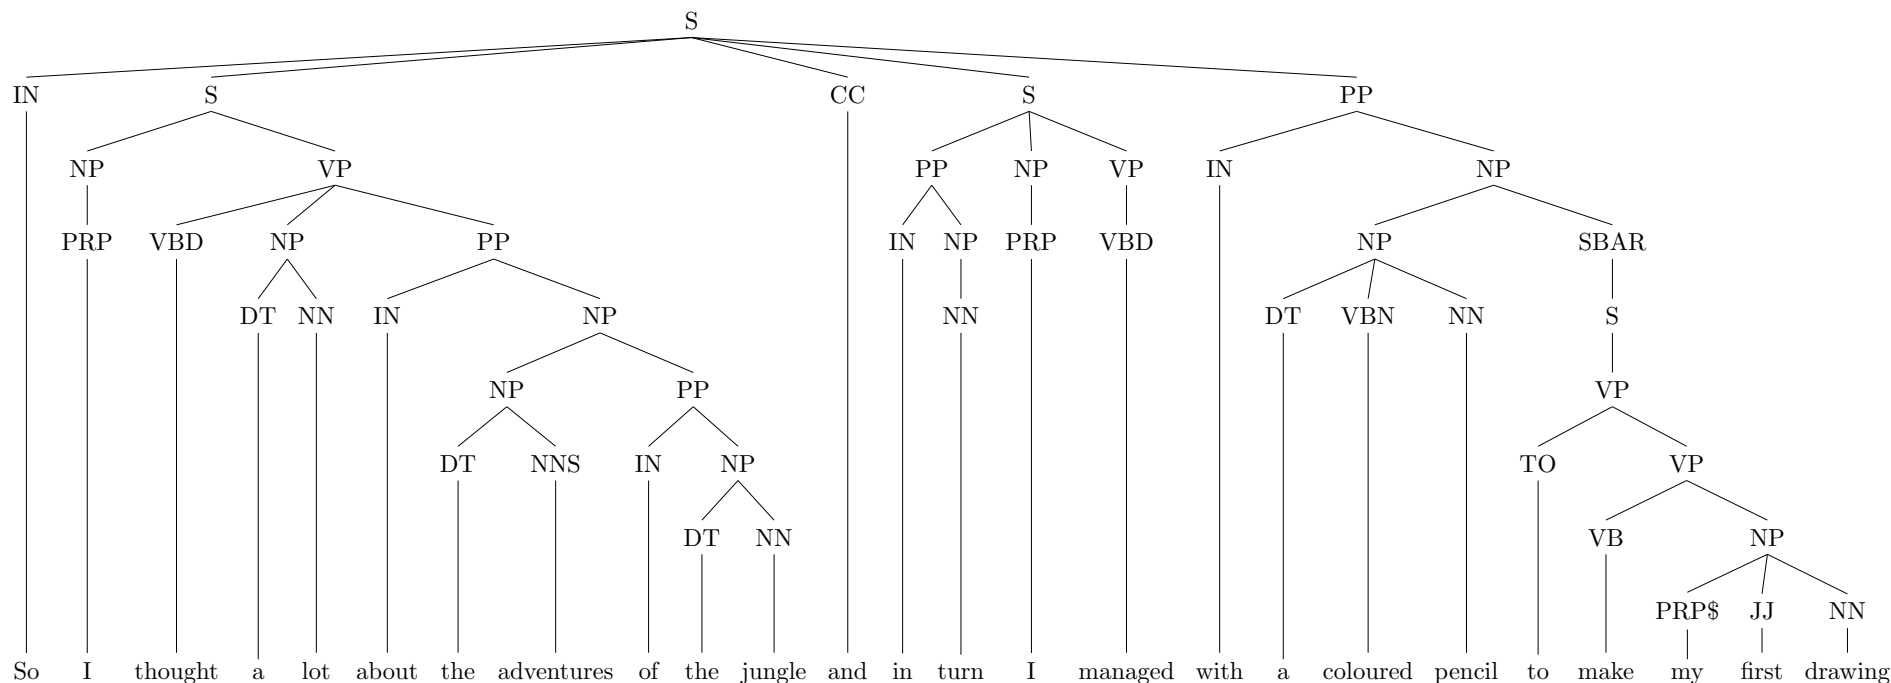 S
IN S CC S PP
NP VP PP NP VP IN NP
PRP VBD NP PP IN NP PRP VBD NP SBAR
DT NN IN NP NN DT VBN NN S
NP PP VP
DT NNS IN NP TO VP
DT NN VB NP
PRP$ JJ NN
So I thought a lot about the adventures of the jungle and in turn I managed with a coloured pencil to make my first drawing